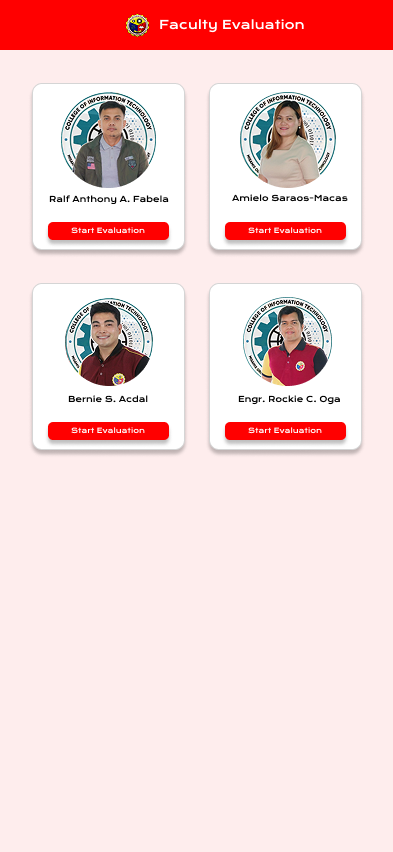 Faculty Evaluation
COLLEGE OF INFORMATION TECHNOLOGY
COLLEGE OF INFORMATION TECHNOLOGY
Ralf Anthony A. Fabela
Amielo Saraos-Macas
Start Evaluation
Start Evaluation
COLLEGE OF INFORMATION TECHNOLOGY
COLLEGE OF INFORMATION TECHNOLOGY
Bernie S. Acdal
Engr. Rockie C. Oga
Start Evaluation
Start Evaluation